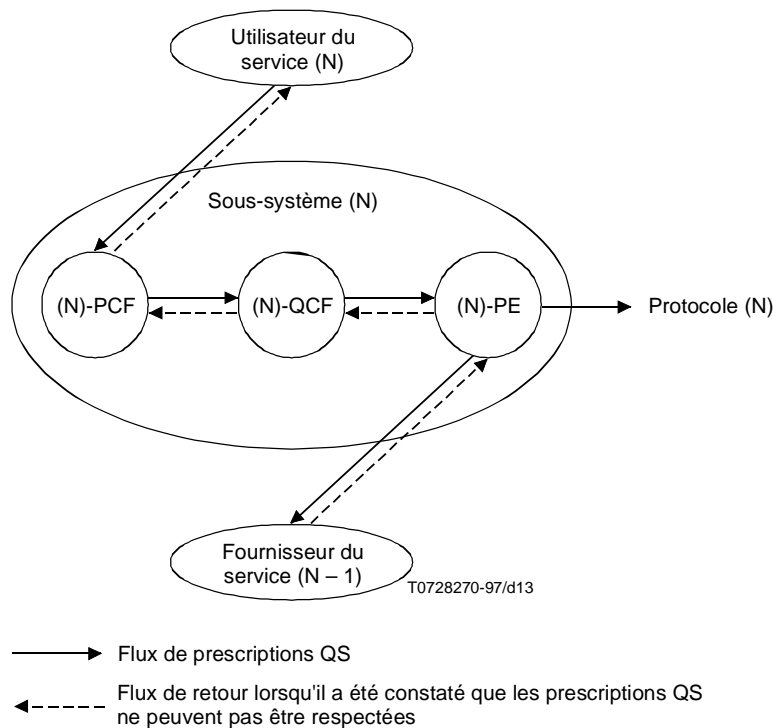 Utilisateur du
service (N)
Sous-système (N)
(N)-PCF
(N)-QCF
(N)-PE
Protocole (N)
Fournisseur du
service (N – 1)
T0728270-97/d13
Flux de prescriptions QS
Flux de retour lorsqu'il a été constaté que les prescriptions QS
ne peuvent pas être respectées